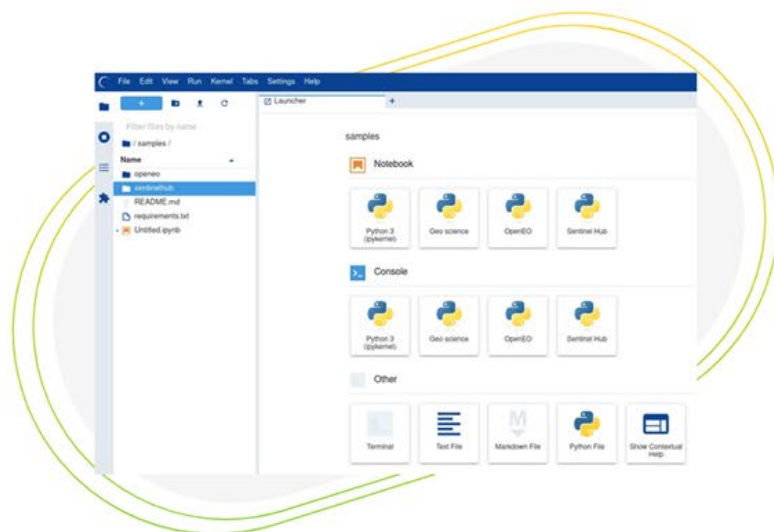 File Edit View Run Kernel Tabs Settings Help
+
Launcher
+
Filter files by name
/ samples /
Name
openeo
sentinelhub
README.md
requirements.txt
Untitled.ipynb
samples
Notebook
Python 3 (ipykernel) Geo science OpenEO Sentinel Hub
Console
Python 3 (ipykernel) Geo science OpenEO Sentinel Hub
Other
Terminal Text File Markdown File Python File Show Contextual Help